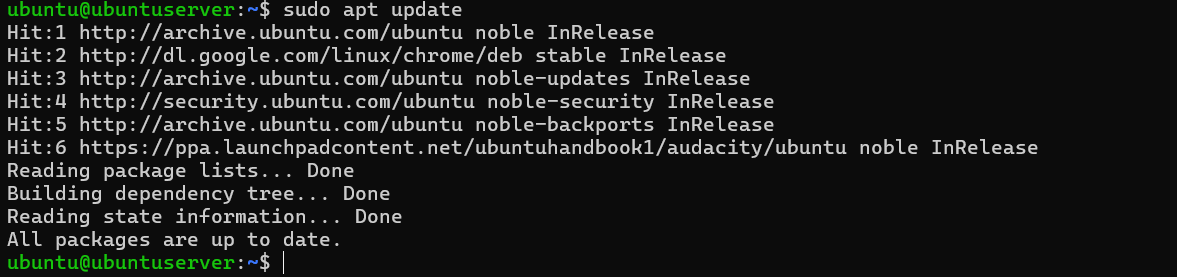 ubuntu@ubuntuserver:~$ sudo apt update
Hit:1 http://archive.ubuntu.com/ubuntu noble InRelease
Hit:2 http://dl.google.com/linux/chrome/deb stable InRelease
Hit:3 http://archive.ubuntu.com/ubuntu noble-updates InRelease
Hit:4 http://security.ubuntu.com/ubuntu noble-security InRelease
Hit:5 http://archive.ubuntu.com/ubuntu noble-backports InRelease
Hit:6 https://ppa.launchpadcontent.net/ubuntuhandbook1/audacity/ubuntu noble InRelease
Reading package lists... Done
Building dependency tree... Done
Reading state information... Done
All packages are up to date.
ubuntu@ubuntuserver:~$